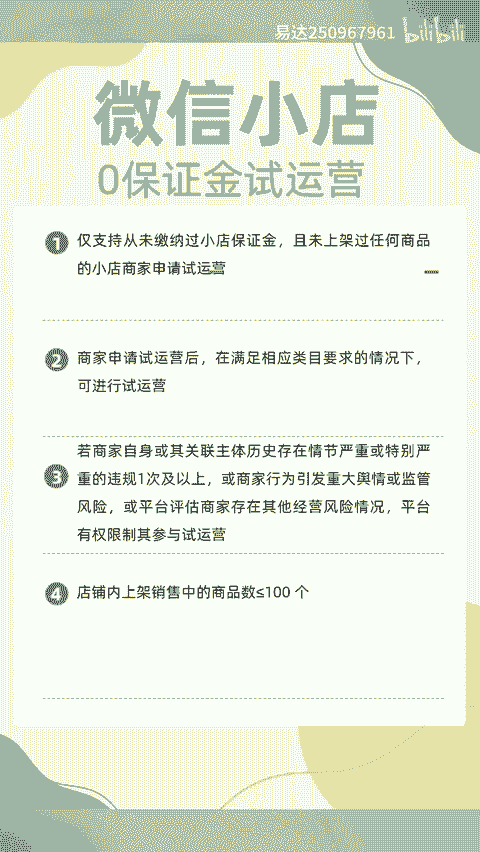 易达250967961 bilibili
微信小店
0保证金试运营
1 仅支持从未缴纳过小店保证金，且未上架过任何商品
的小店商家申请试运营
2 商家申请试运营后，在满足相应类目要求的情况下，
可进行试运营
若商家自身或其关联主体历史存在情节严重或特别严
3 重的违规1次及以上，或商家行为引发重大舆情或监管
风险，或平台评估商家存在其他经营风险情况，平台
有权限制其参与试运营
4 店铺内上架销售中的商品数≤100 个